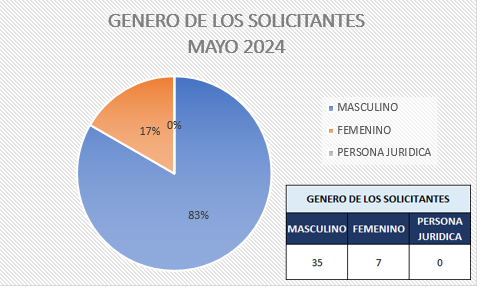 GENERO DE LOS SOLICITANTES
MAYO 2024
17%
0%
83%
MASCULINO
FEMENINO
PERSONA JURIDICA
GENERO DE LOS SOLICITANTES
MASCULINO FEMENINO PERSONA JURIDICA
35 7 0